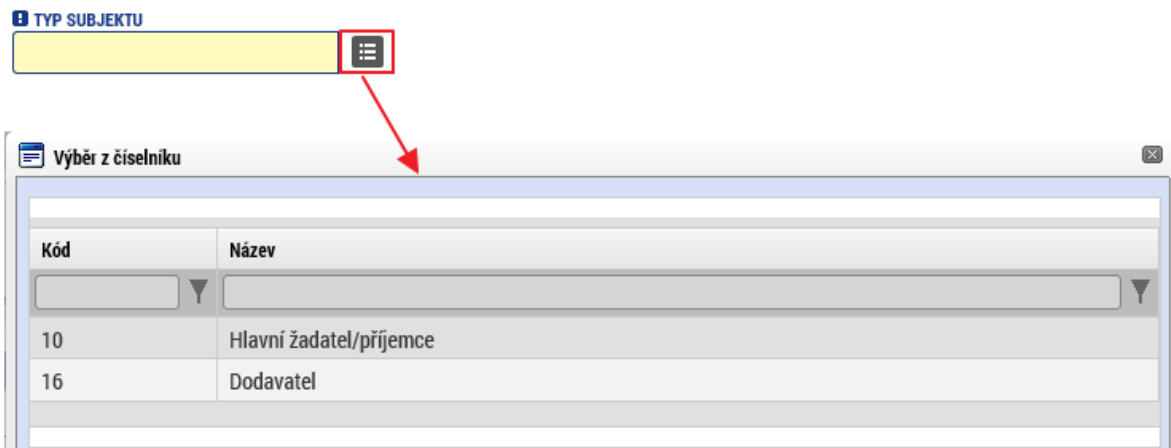 TYP SUBJEKTU
Výběr z číselníku
Kód Název
10 Hlavní žadatel/příjemce
16 Dodavatel